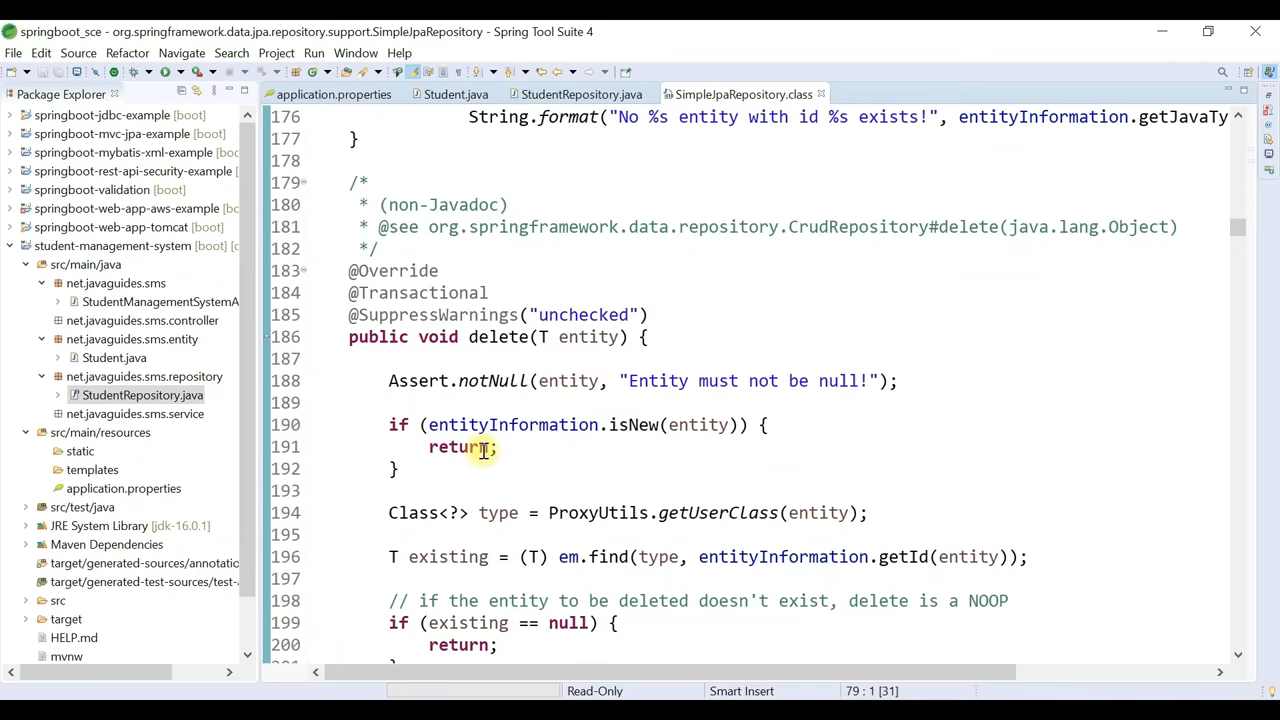 springboot_sce - org.springframework.data.jpa.repository.support.SimpleJpaRepository - Spring Tool Suite 4
File Edit Source Refactor Navigate Search Project Run Window Help
Package Explorer
application.properties Student.java StudentRepository.java SimpleJpaRepository.class
springboot-jdbc-example [boot]
springboot-mvc-jpa-example [boot]
springboot-mybatis-xml-example [boo
springboot-rest-api-security-example
springboot-validation [boot]
springboot-web-app-aws-example [bo
springboot-web-app-tomcat [boot]
student-management-system [boot] [c
src/main/java
net.javaguides.sms
StudentManagementSystemA
net.javaguides.sms.controller
net.javaguides.sms.entity
Student.java
net.javaguides.sms.repository
StudentRepository.java
net.javaguides.sms.service
src/main/resources
static
templates
application.properties
src/test/java
JRE System Library [jdk-16.0.1]
Maven Dependencies
target/generated-sources/annotatio
target/generated-test-sources/test-
src
target
HELP.md
mvnw
176 String.format("No %s entity with id %s exists!", entityInformation.getJavaTy
177 }
178
179 /*
180 * (non-Javadoc)
181 * @see org.springframework.data.repository.CrudRepository#delete(java.lang.Object)
182 */
183 @Override
184 @Transactional
185 @SuppressWarnings("unchecked")
186 public void delete(T entity) {
187
188 Assert.notNull(entity, "Entity must not be null!");
189
190 if (entityInformation.isNew(entity)) {
191 return;
192 }
193
194 Class<?> type = ProxyUtils.getUserClass(entity);
195
196 T existing = (T) em.find(type, entityInformation.getId(entity));
197
198 // if the entity to be deleted doesn't exist, delete is a NOOP
199 if (existing == null) {
200 return;
Read-Only Smart Insert 79 : 1 [31]